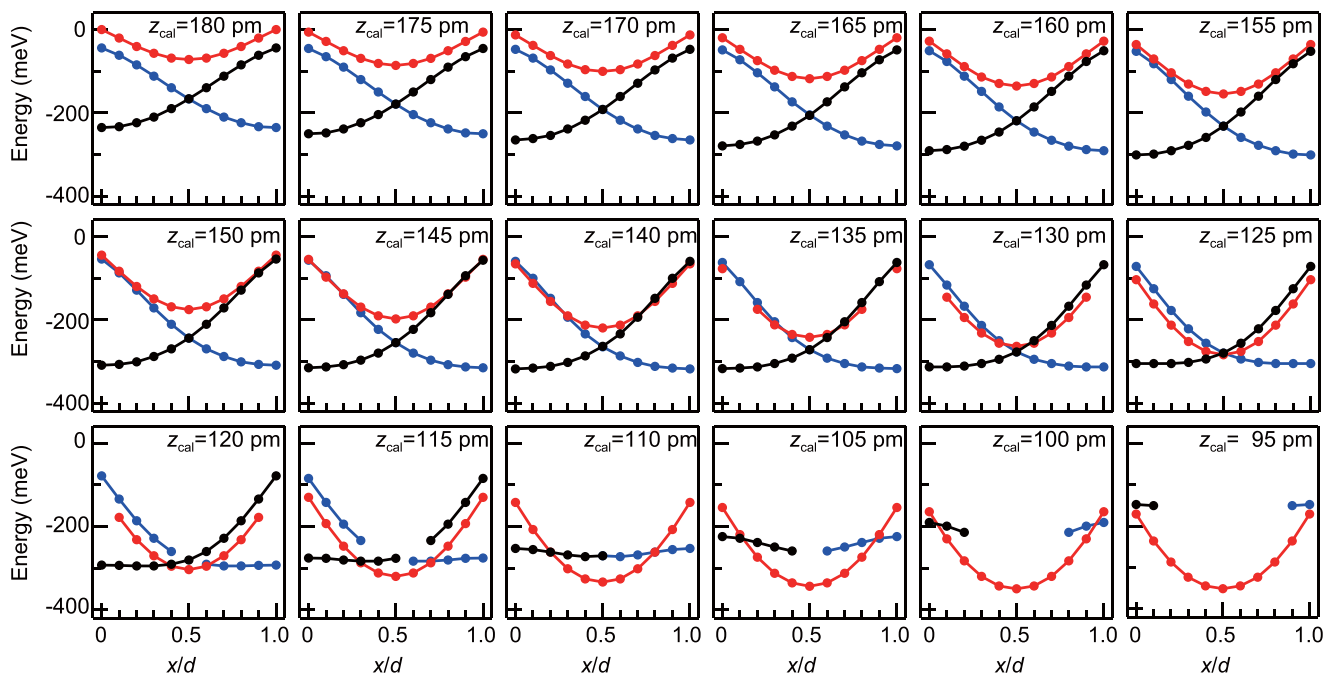 z_cal=180 pm z_cal=175 pm z_cal=170 pm z_cal=165 pm z_cal=160 pm z_cal=155 pm
0
Energy (meV)
-200
-400
z_cal=150 pm z_cal=145 pm z_cal=140 pm z_cal=135 pm z_cal=130 pm z_cal=125 pm
0
Energy (meV)
-200
-400
z_cal=120 pm z_cal=115 pm z_cal=110 pm z_cal=105 pm z_cal=100 pm z_cal= 95 pm
0
Energy (meV)
-200
-400
0 0.5 1.0 0 0.5 1.0 0 0.5 1.0 0 0.5 1.0 0 0.5 1.0 0 0.5 1.0
x/d x/d x/d x/d x/d x/d